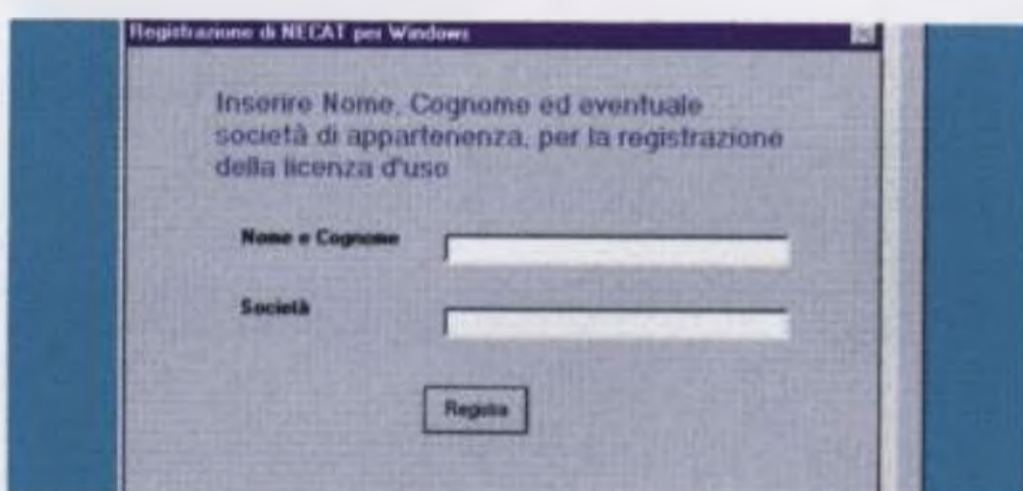 Registrazione di NECAT per Windows
Inserire Nome, Cognome ed eventuale
società di appartenenza, per la registrazione
della licenza d'uso
Nome e Cognome
Società
Registra